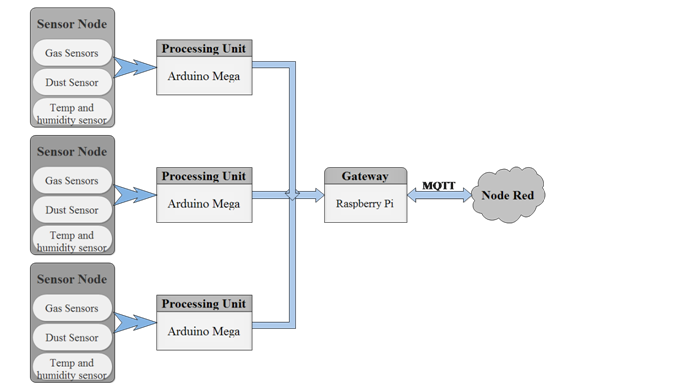 Sensor Node
Gas Sensors
Dust Sensor
Temp and
humidity sensor
Processing Unit
Arduino Mega
Sensor Node
Gas Sensors
Dust Sensor
Temp and
humidity sensor
Processing Unit
Arduino Mega
Gateway
Raspberry Pi
MQTT
Node Red
Sensor Node
Gas Sensors
Dust Sensor
Temp and
humidity sensor
Processing Unit
Arduino Mega